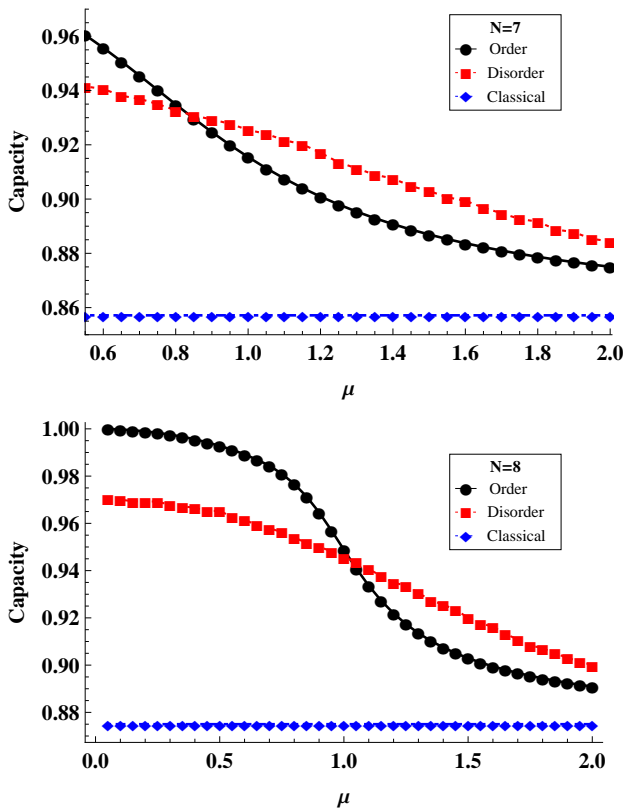 0.96
0.94
0.92
0.90
0.88
0.86
Capacity
N=7
Order
Disorder
Classical
0.6 0.8 1.0 1.2 1.4 1.6 1.8 2.0
μ
1.00
0.98
0.96
0.94
0.92
0.90
0.88
Capacity
N=8
Order
Disorder
Classical
0.0 0.5 1.0 1.5 2.0
μ